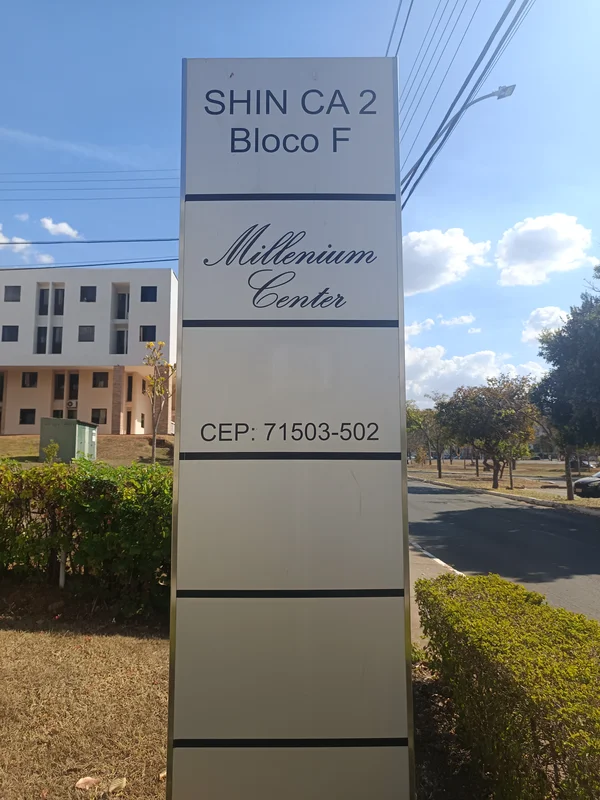 SHIN CA 2
Bloco F
Millenium
Center
CEP: 71503-502